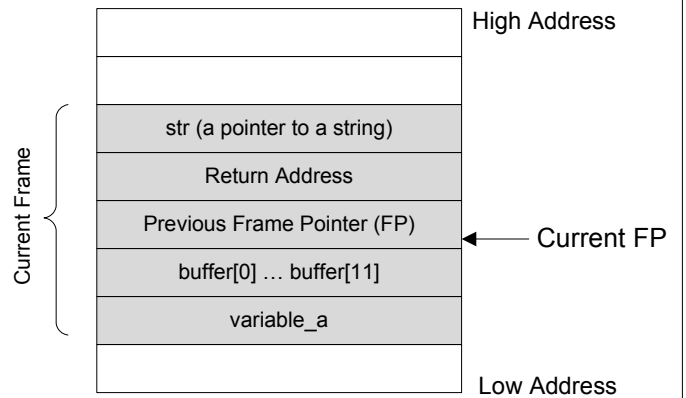 High Address
str (a pointer to a string)
Return Address
Previous Frame Pointer (FP)
Current FP
buffer[0] … buffer[11]
variable_a
Low Address
Current Frame